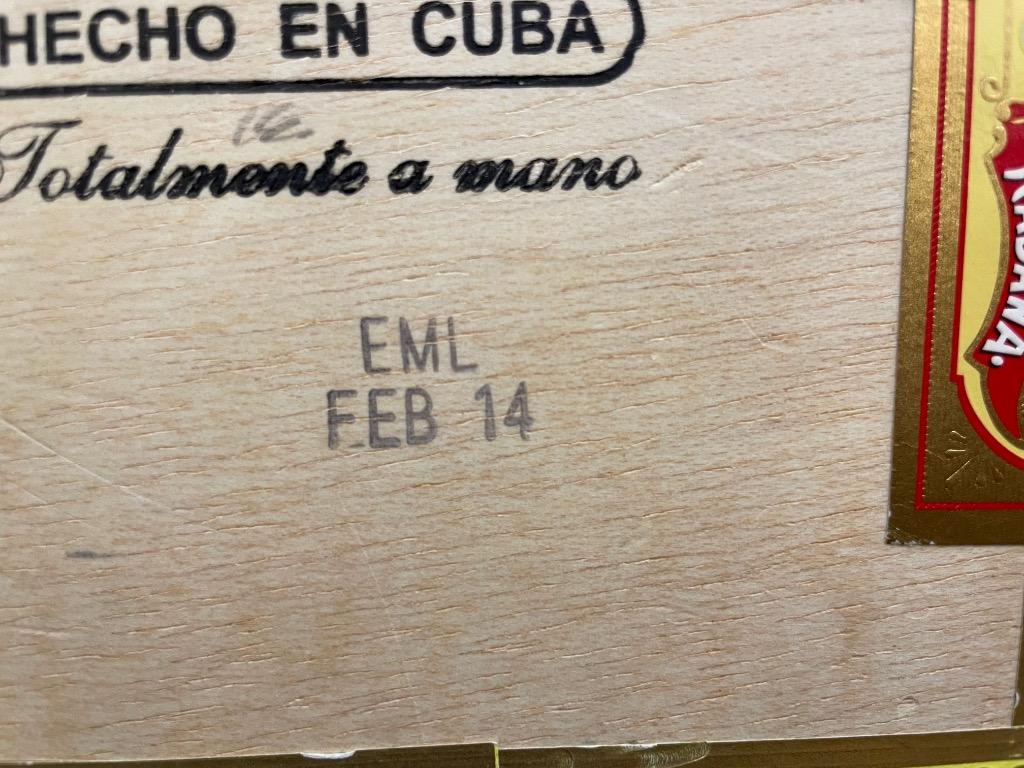 HECHO EN CUBA
Totalmente a mano
EML
FEB 14
HABANA.